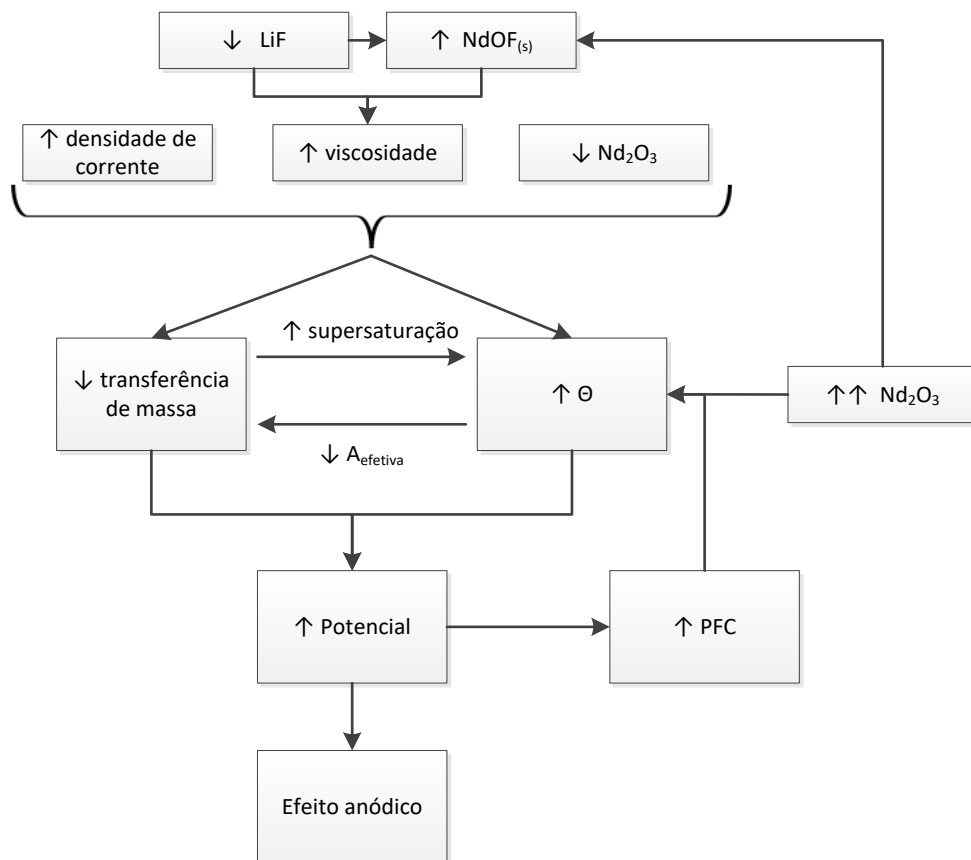 ↓ LiF
↑ NdOF(s)
↑ densidade de
corrente
↑ viscosidade
↓ Nd₂O₃
↑ supersaturação
↓ transferência
de massa
↑ Θ
↑↑ Nd₂O₃
↓ Aefetiva
↑ Potencial
↑ PFC
Efeito anódico